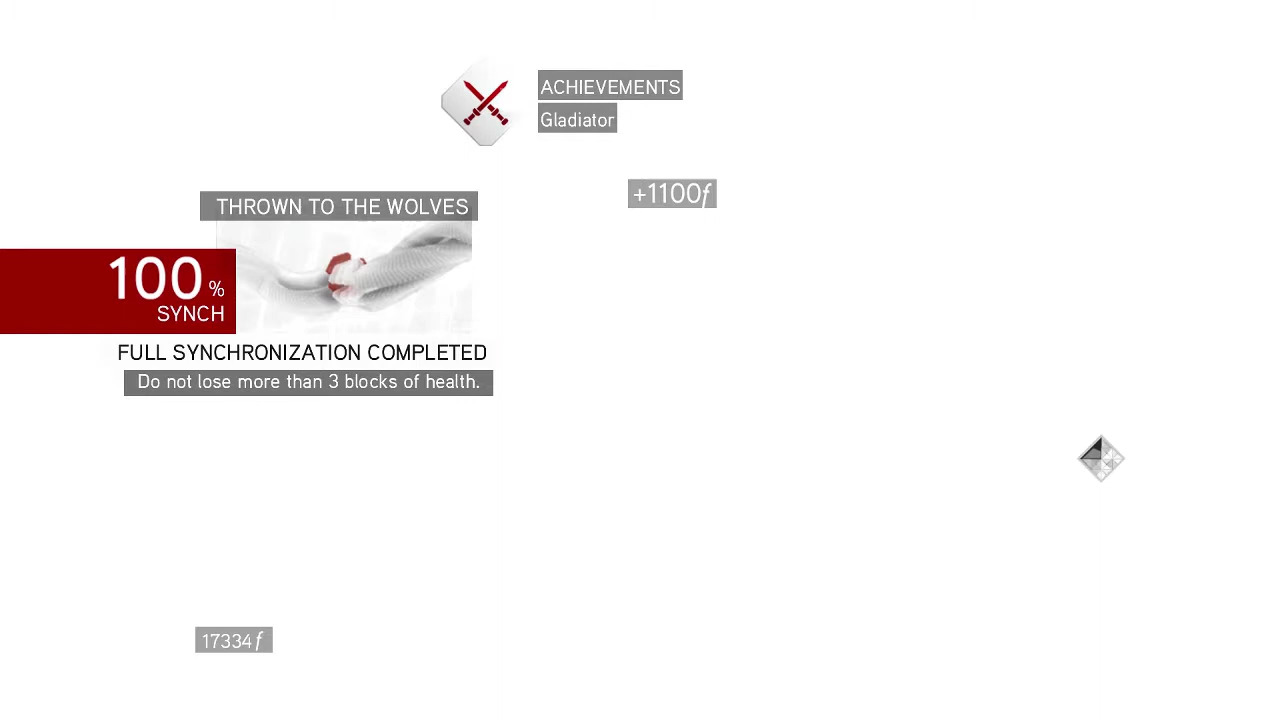 ACHIEVEMENTS
Gladiator
+1100ƒ
THROWN TO THE WOLVES
100 %
SYNCH
FULL SYNCHRONIZATION COMPLETED
Do not lose more than 3 blocks of health.
17334ƒ